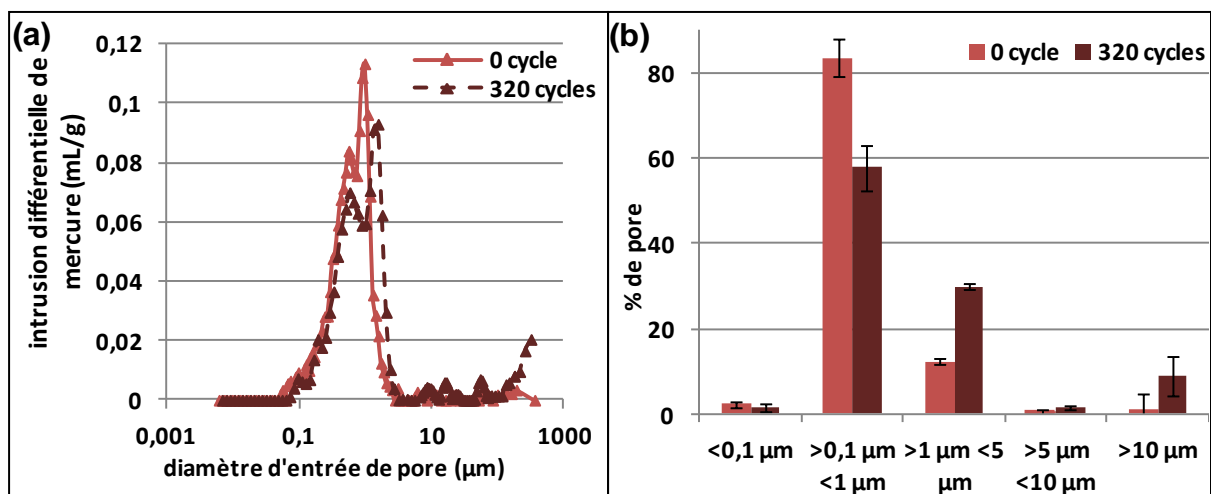 (a)
0,12
0,1
0,08
0,06
0,04
0,02
0
intrusion différentielle de
mercure (mL/g)
0 cycle
320 cycles
0,001
0,1
10
1000
diamètre d'entrée de pore (µm)
(b)
80
60
40
20
0
% de pore
0 cycle
320 cycles
<0,1 µm
>0,1 µm
<1 µm
>1 µm <5
µm
>5 µm
<10 µm
>10 µm